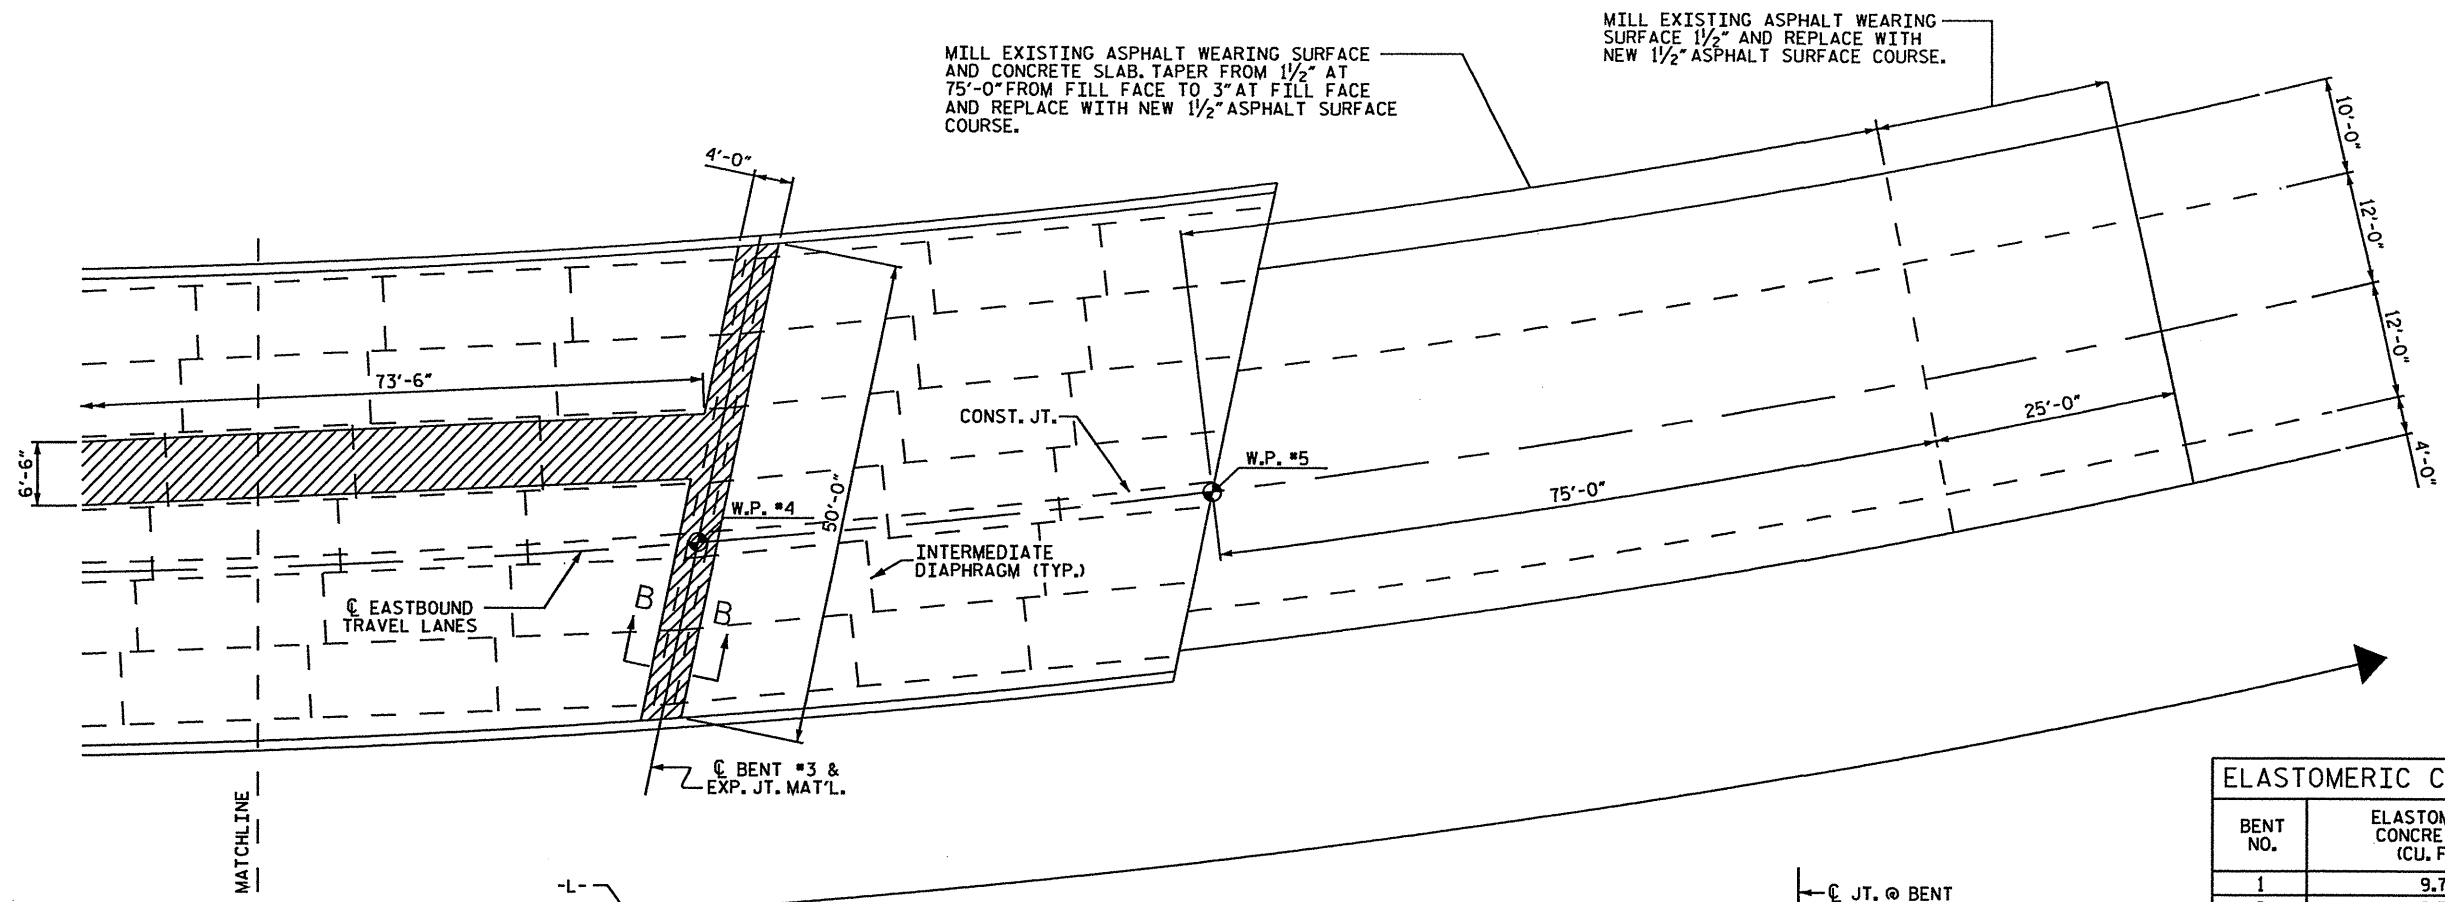 MILL EXISTING ASPHALT WEARING
SURFACE 1½" AND REPLACE WITH
NEW 1½" ASPHALT SURFACE COURSE.
MILL EXISTING ASPHALT WEARING SURFACE
AND CONCRETE SLAB. TAPER FROM 1½" AT
75'-0" FROM FILL FACE TO 3" AT FILL FACE
AND REPLACE WITH NEW 1½" ASPHALT SURFACE
COURSE.
4'-0"
10'-0"
12'-0"
12'-0"
4'-0"
73'-6"
6'-6"
CONST. JT.
W.P. #5
25'-0"
75'-0"
50'-0"
W.P. #4
INTERMEDIATE
DIAPHRAGM (TYP.)
℄ EASTBOUND
TRAVEL LANES
B
B
℄ BENT #3 &
EXP. JT. MAT'L.
MATCHLINE
-L-
℄ JT. @ BENT
ELASTOMERIC C
BENT
NO.
ELASTOM
CONCRE
(CU. F
1
9.7